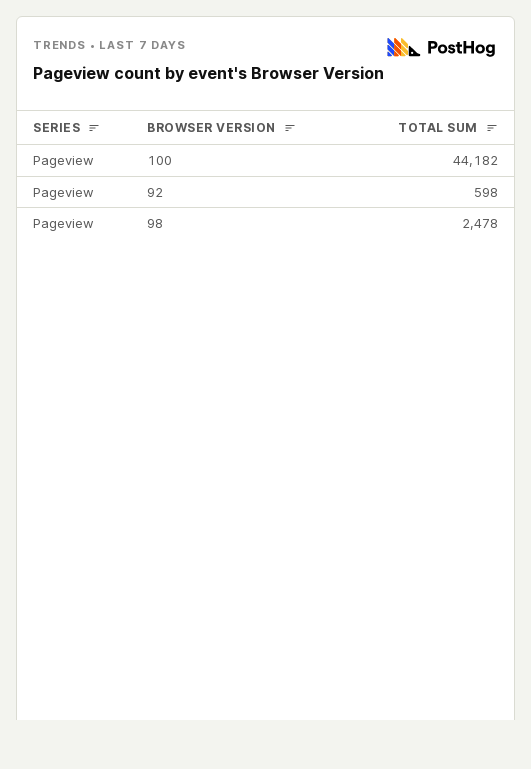 TRENDS • LAST 7 DAYS
PostHog
Pageview count by event's Browser Version
SERIES BROWSER VERSION TOTAL SUM
Pageview 100 44,182
Pageview 92 598
Pageview 98 2,478